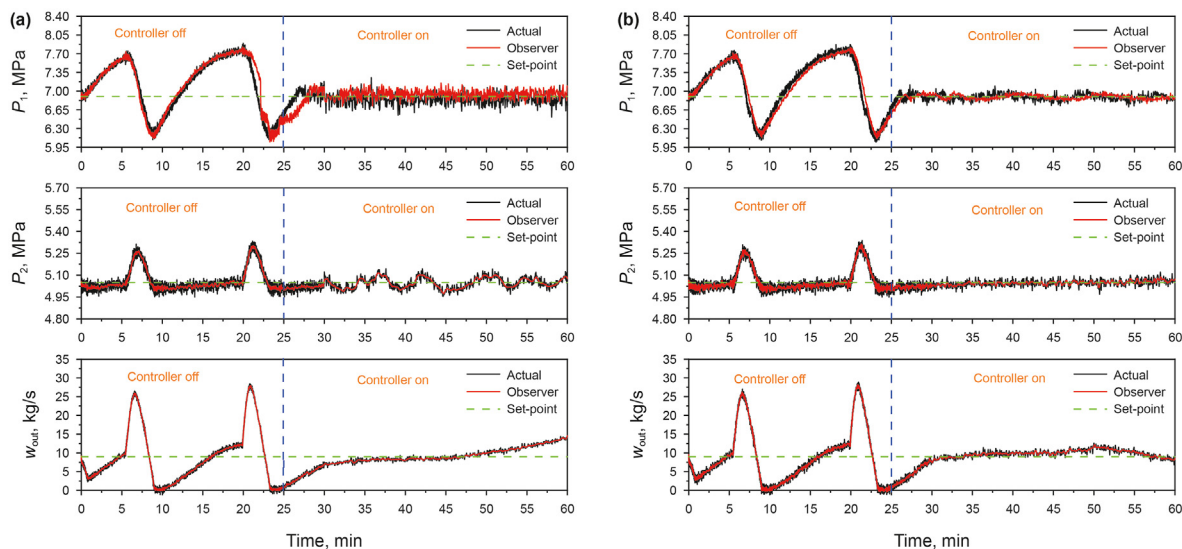 (a)
8.40
7.70
7.35
7.00
6.65
6.30
5.95
P1, MPa
Controller off
Controller on
Actual
Observer
Set-point
0 5 10 15 20 25 30 35 40 45 50 55 60
5.70
5.55
5.40
5.25
5.10
4.95
4.80
P2, MPa
Controller off
Controller on
Actual
Observer
Set-point
0 5 10 15 20 25 30 35 40 45 50 55 60
35
30
25
20
15
10
5
0
wout, kg/s
Controller off
Controller on
Actual
Observer
Set-point
0 5 10 15 20 25 30 35 40 45 50 55 60
Time, min
(b)
8.40
7.70
7.35
7.00
6.65
6.30
5.95
P1, MPa
Controller off
Controller on
Actual
Observer
Set-point
0 5 10 15 20 25 30 35 40 45 50 55 60
5.70
5.55
5.40
5.25
5.10
4.95
4.80
P2, MPa
Controller off
Controller on
Actual
Observer
Set-point
0 5 10 15 20 25 30 35 40 45 50 55 60
35
30
25
20
15
10
5
0
wout, kg/s
Controller off
Controller on
Actual
Observer
Set-point
0 5 10 15 20 25 30 35 40 45 50 55 60
Time, min